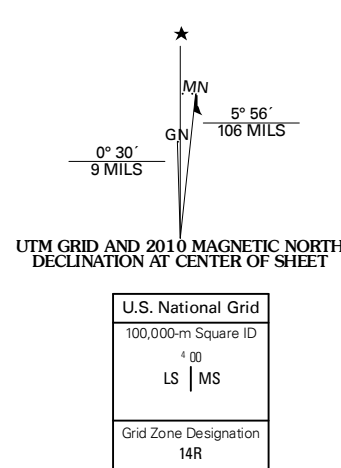 ★
MN
GN
5° 56´
106 MILS
0° 30´
9 MILS
UTM GRID AND 2010 MAGNETIC NORTH
DECLINATION AT CENTER OF SHEET
U.S. National Grid
100,000-m Square ID
4 00
LS | MS
Grid Zone Designation
14R